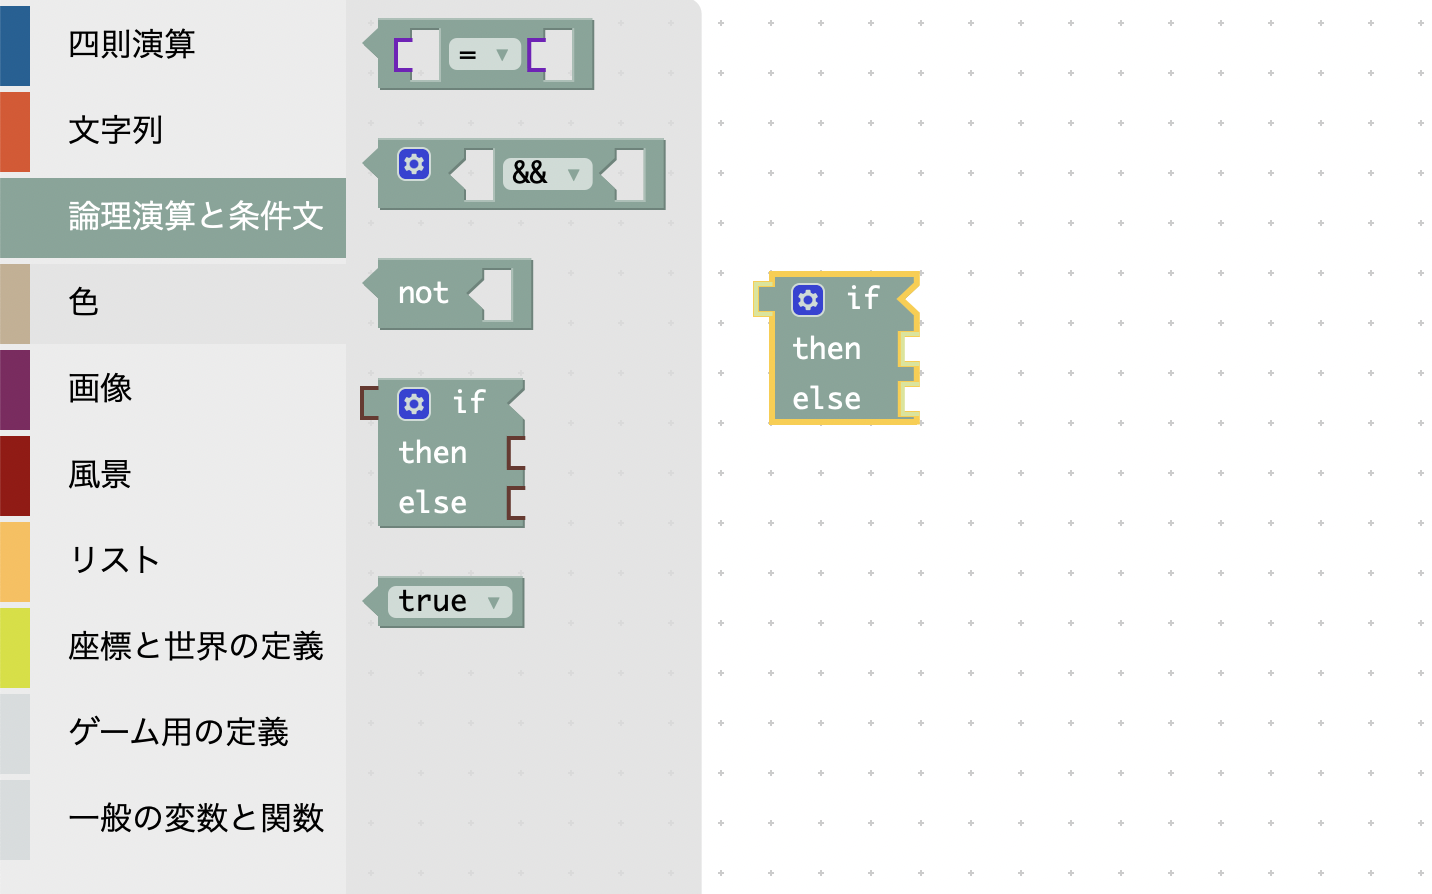 四則演算
文字列
論理演算と条件文
色
画像
風景
リスト
座標と世界の定義
ゲーム用の定義
一般の変数と関数
=
&&
not
if
then
else
true
if
then
else